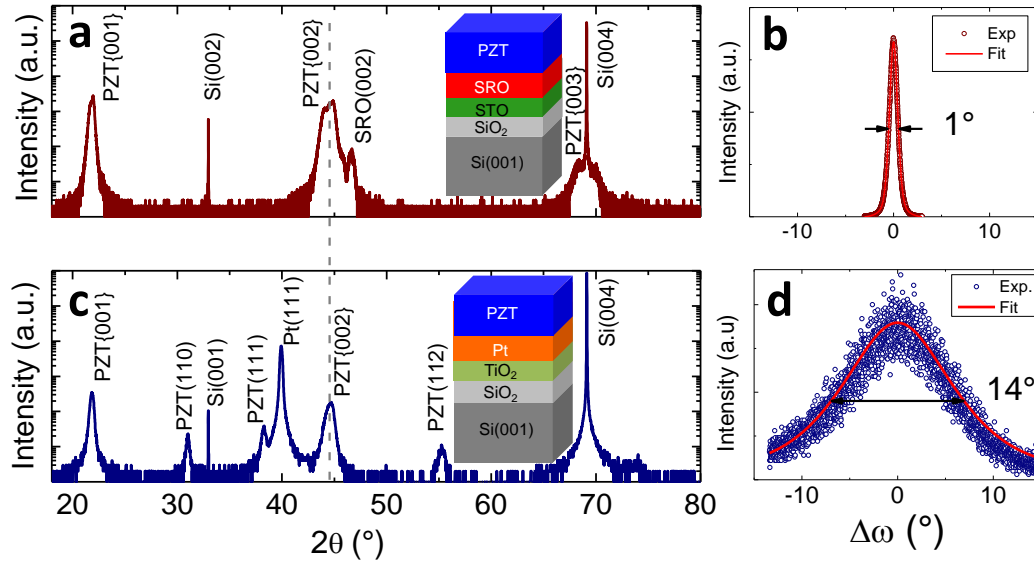 a
Intensity (a.u.)
PZT{001}
Si(002)
PZT{002}
SRO(002)
PZT
SRO
STO
SiO₂
Si(001)
PZT{003}
Si(004)
b
Intensity (a.u.)
Exp
Fit
1°
-10 0 10
c
Intensity (a.u.)
PZT{001}
PZT(110)
Si(001)
PZT(111)
Pt(111)
PZT{002}
PZT(112)
PZT
Pt
TiO₂
SiO₂
Si(001)
Si(004)
20 30 40 50 60 70 80
2θ (°)
d
Intensity (a.u)
Exp.
Fit
14°
-10 0 10
Δω (°)